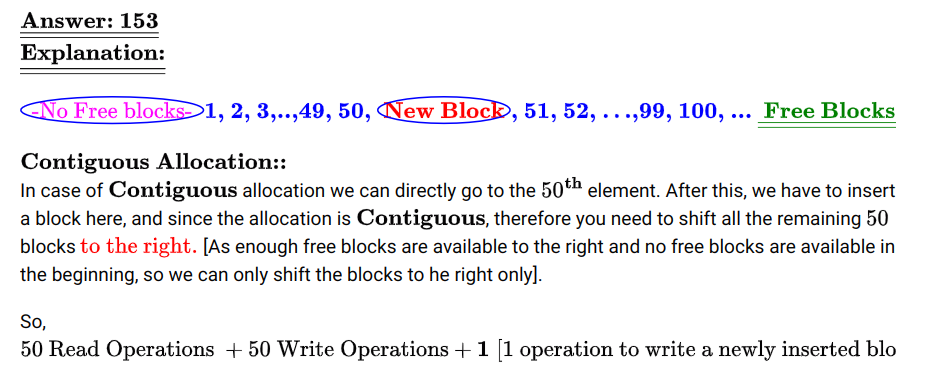 Answer: 153
Explanation:
-No Free blocks-1, 2, 3,..,49, 50, New Block, 51, 52, ...,99, 100, ... Free Blocks
Contiguous Allocation::
In case of Contiguous allocation we can directly go to the 50th element. After this, we have to insert
a block here, and since the allocation is Contiguous, therefore you need to shift all the remaining 50
blocks to the right. [As enough free blocks are available to the right and no free blocks are available in
the beginning, so we can only shift the blocks to he right only].
So,
50 Read Operations + 50 Write Operations + 1 [1 operation to write a newly inserted blo